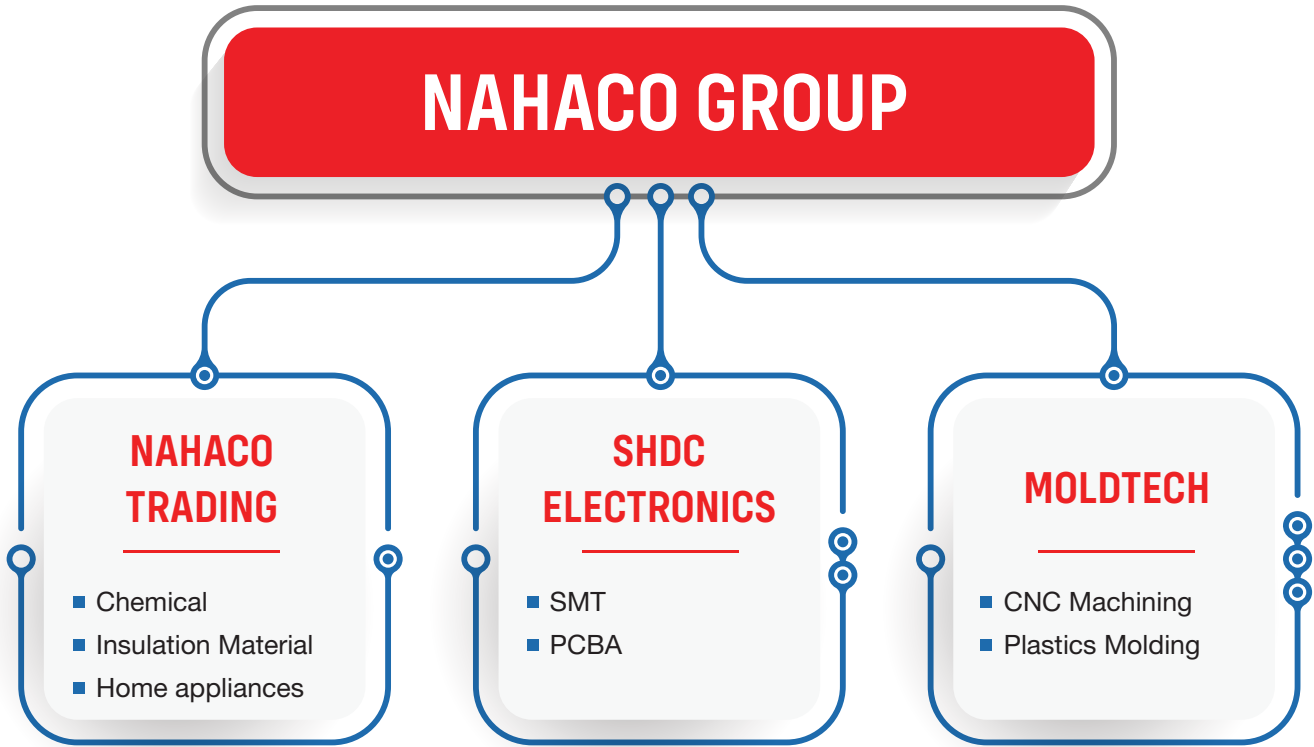 NAHACO GROUP
NAHACO
TRADING
Chemical
Insulation Material
Home appliances
SHDC
ELECTRONICS
SMT
PCBA
MOLDTECH
CNC Machining
Plastics Molding